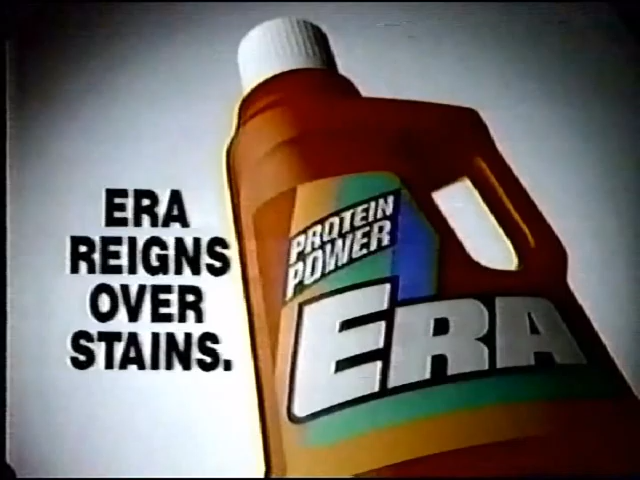 ERA
REIGNS
OVER
STAINS.
PROTEIN
POWER
ERA